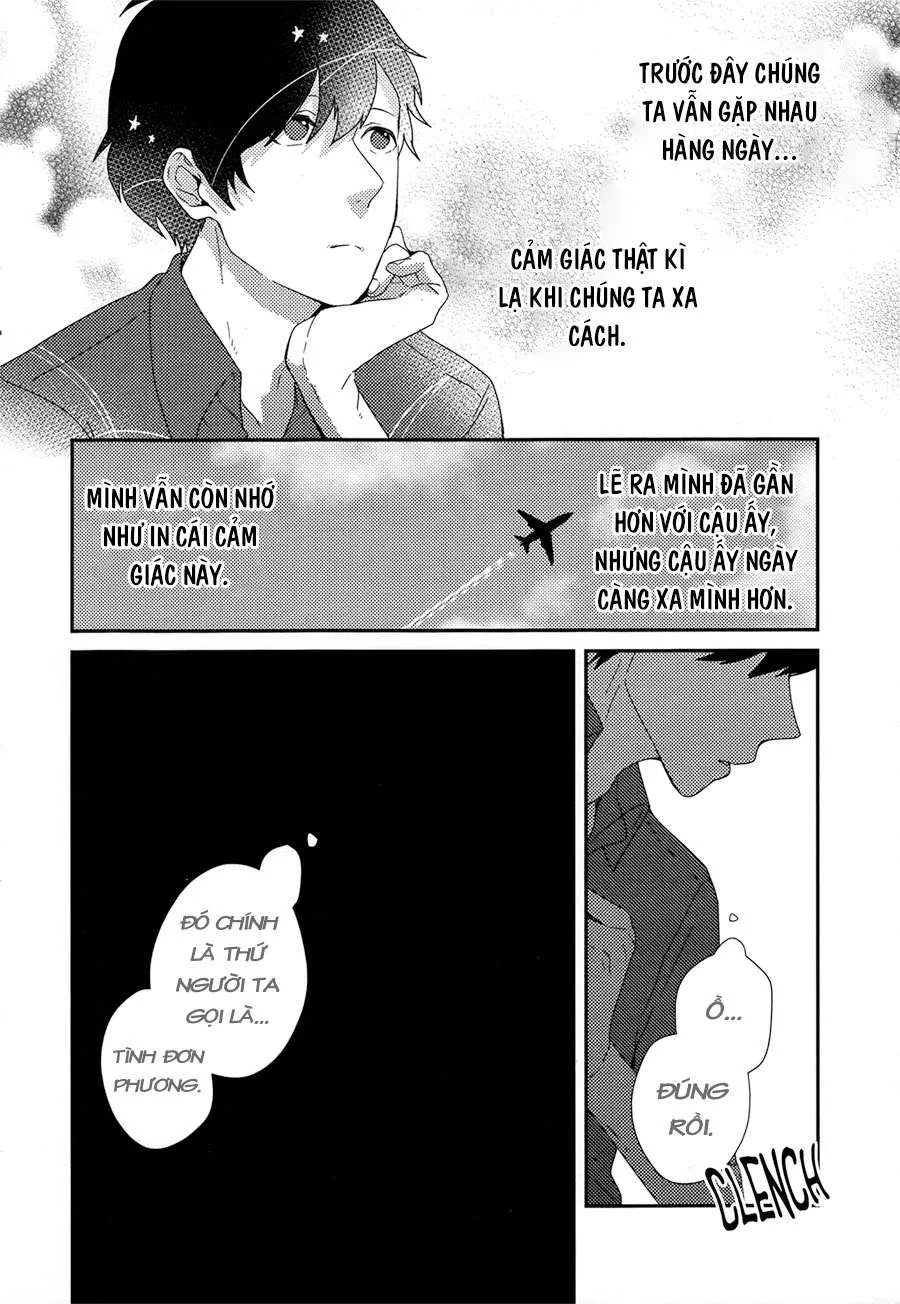 TRƯỚC ĐÂY CHÚNG
TA VẪN GẶP NHAU
HÀNG NGÀY...
CẢM GIÁC THẬT KÌ
LẠ KHI CHÚNG TA XA
CÁCH.
LẼ RA MÌNH ĐÃ GẦN
HƠN VỚI CẬU ẤY,
NHƯNG CẬU ẤY NGÀY
CÀNG XA MÌNH HƠN.
MÌNH VẪN CÒN NHỚ
NHƯ IN CÁI CẢM
GIÁC NÀY.
Ồ...
ĐÚNG
RỒI.
CLENCH
ĐÓ CHÍNH
LÀ THỨ
NGƯỜI TA
GỌI LÀ...
TÌNH ĐƠN
PHƯƠNG.